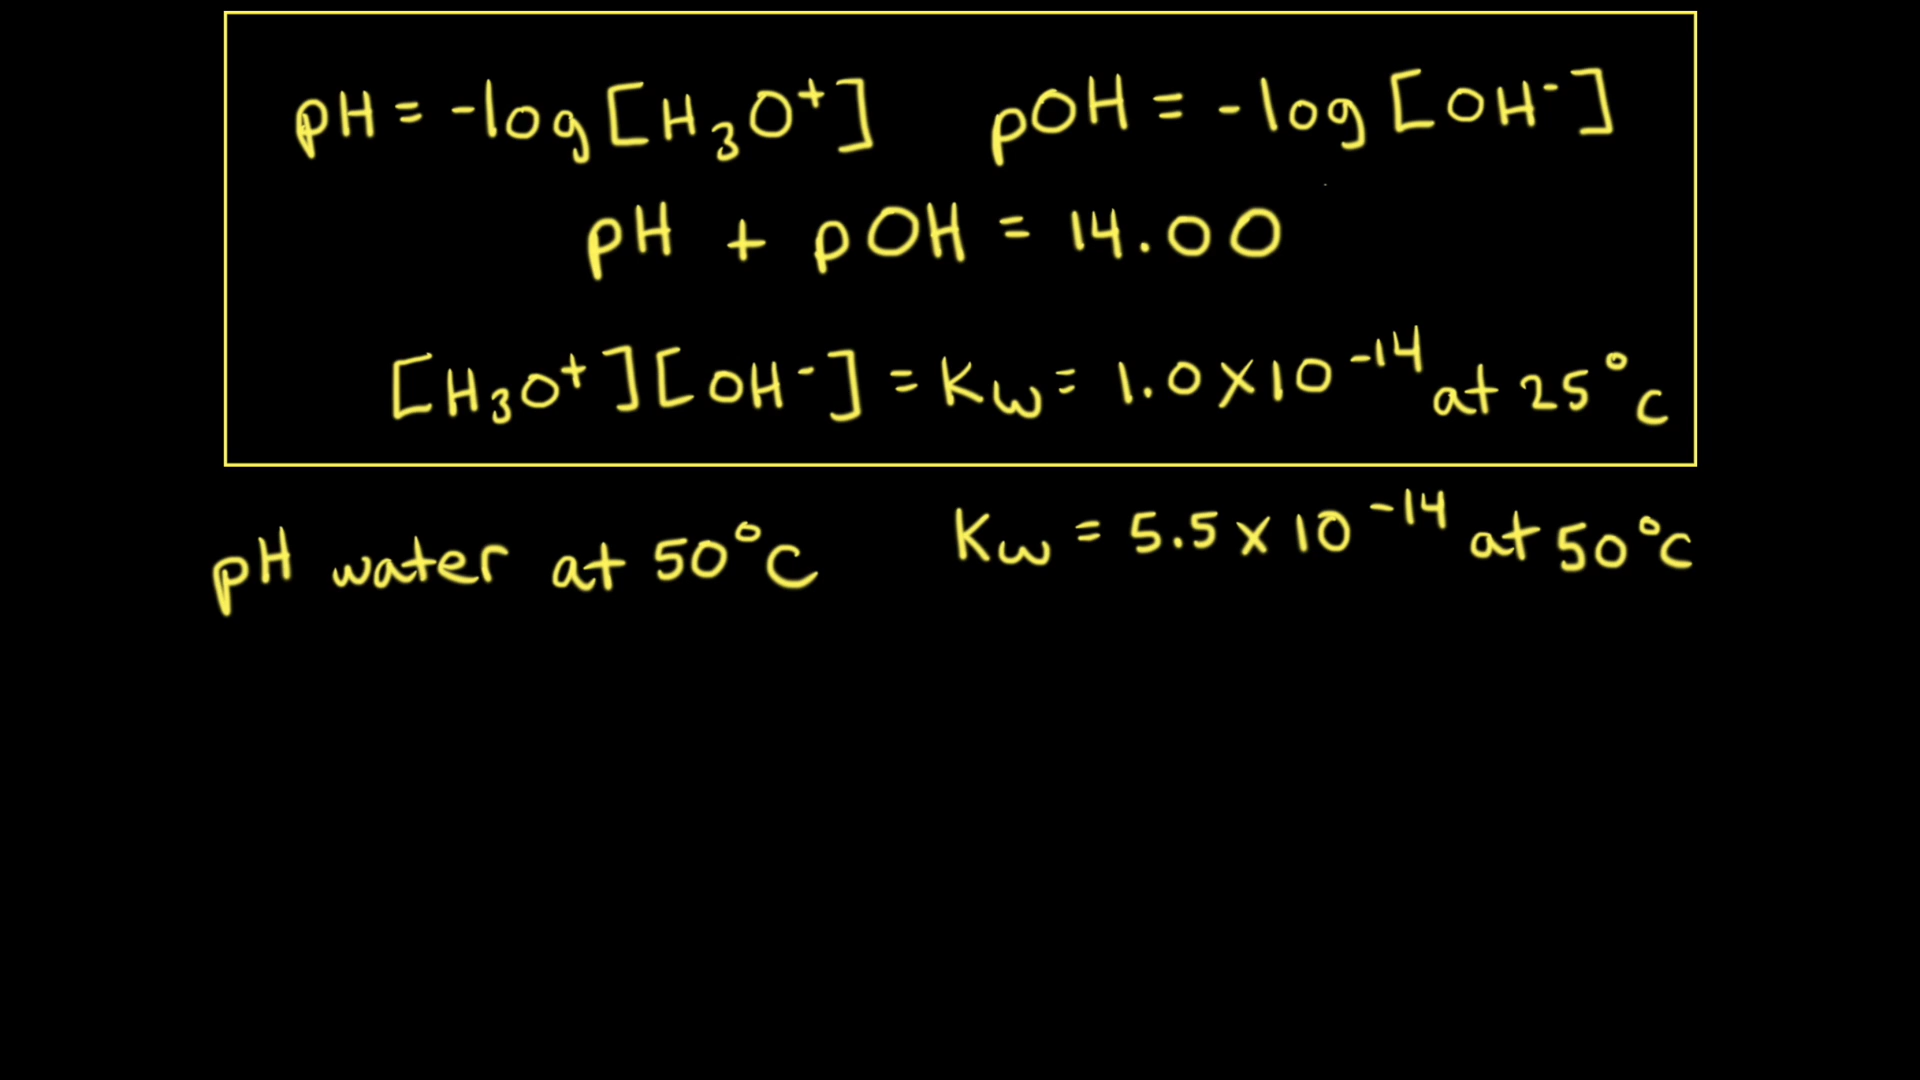 pH = -log[H₃O⁺] pOH = -log[OH⁻]
pH + pOH = 14.00
[H₃O⁺][OH⁻] = Kw = 1.0 x 10⁻¹⁴ at 25°C
pH water at 50°C Kw = 5.5 x 10⁻¹⁴ at 50°C